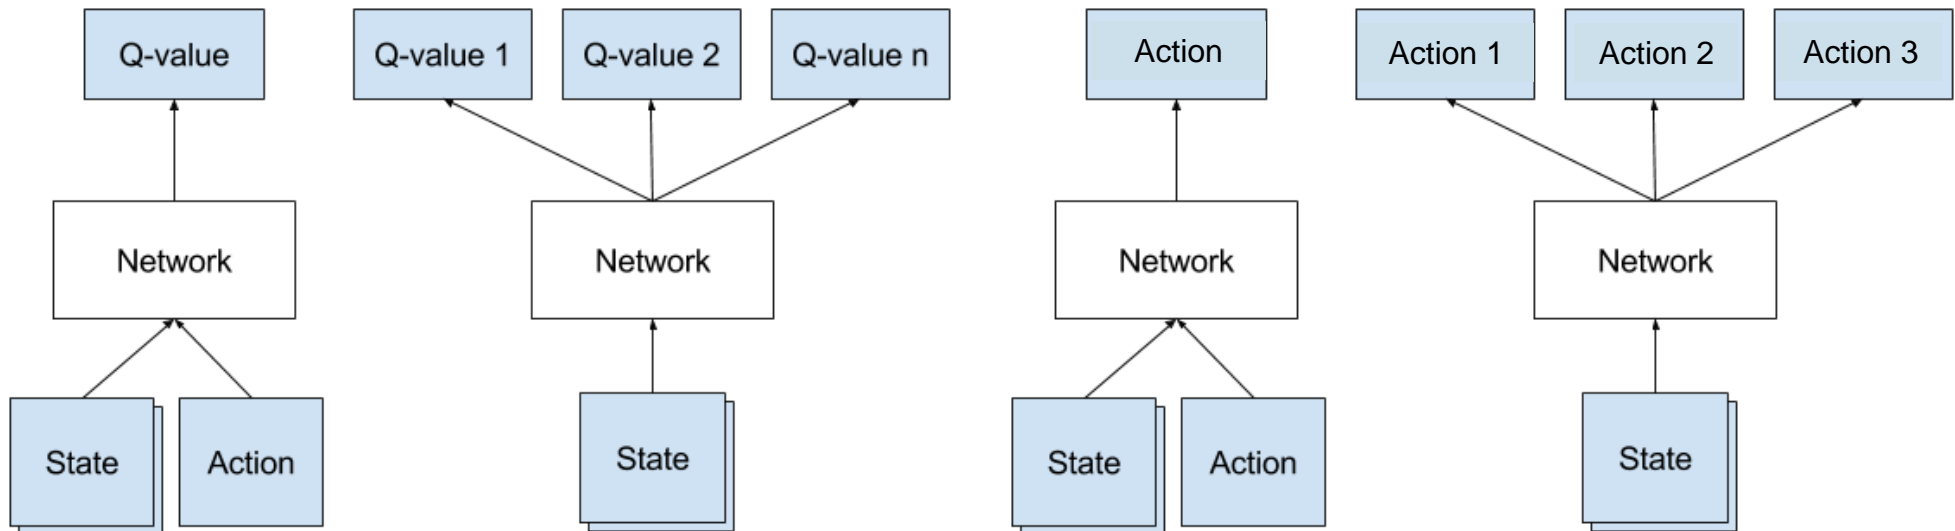 Q-value
Q-value 1
Q-value 2
Q-value n
Action
Action 1
Action 2
Action 3
Network
Network
Network
Network
State
Action
State
State
Action
State